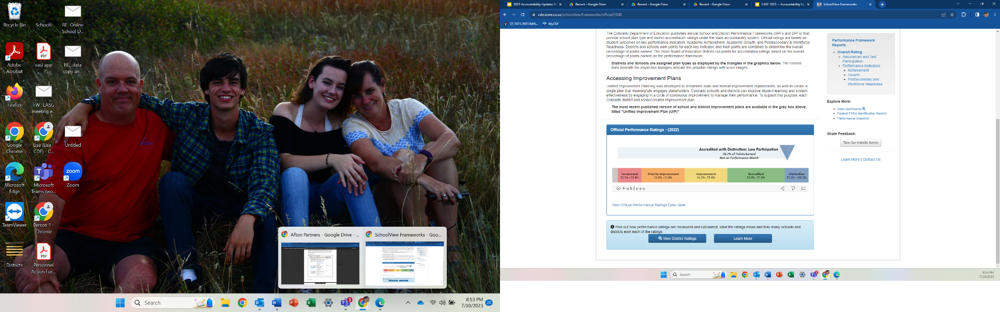 Recycle Bin
Schools
RE_Online
School D...
Adobe
Acrobat
easi app
RE_ data
copy an...
Firefox
FW_ LASG
meeting e...
Google
Chrome
Lisa (Lisa -
CDE) - C...
Untitled
Microsoft
Edge
Microsoft
Teams (wo...
Zoom
zoom
TeamViewer
Person 1 -
Chrome
Districts
PDF
PDF
Personnel
Action For...
Afton Partners - Google Drive - ...
SchoolView Frameworks - Goo...
Search
8:53 PM
7/10/2023
20
3
2023 Accountability Updates W
Recent - Google Drive
Recent - Google Drive
Recent - Google Drive
CASE 2023 -- Accountability Up
SchoolView Frameworks
cde.state.co.us/schoolview/frameworks/official/1040
(7) 2023_PRELIMIN...
MyCDE
The Colorado Department of Education publishes annual School and District Performance Frameworks (SPFs and DPFs) that
provide school plan type and district accreditation ratings under the state accountability system. Official ratings are based on
student outcomes on key performance indicators: Academic Achievement, Academic Growth, and Postsecondary & Workforce
Readiness. Districts and schools earn points for each key indicator, and then points are combined to determine the overall
percentage of points earned. The State Board of Education defines cut-points for accreditation ratings based on the overall
percentage of points earned on the performance framework.
Districts and Schools are assigned plan types as displayed by the triangles in the graphics below. The colored
lines beneath the respective triangles indicate the possible ratings with score ranges.
Accessing Improvement Plans
Unified Improvement Planning was developed to streamline state and federal improvement requirements, as well as create a
single plan that meaningfully engages stakeholders. Colorado schools and districts can improve student learning and system
effectiveness by engaging in a cycle of continuous improvement to manage their performance. To support this purpose, each
Colorado district and school creates improvement plan.
The most recent published version of school and district improvement plans are available in the gray box above,
titled "Unified Improvement Plan (UIP)".
Official Performance Ratings - (2022)
Accredited with Distinction: Low Participation
76.7% of Points Earned
Not on Performance Watch
Turnaround
25.0% - 33.9%
Priority Improvement
34.0% - 43.9%
Improvement
44.0% - 55.9%
Accredited
56.0% - 73.9%
Distinction
74.0% - 100.0%
+ a b l e a u
View Official Performance Ratings Data Table
Find out how performance ratings are measured and calculated, what the ratings mean and how many schools and
districts earn each of the ratings.
View District Ratings
Learn More
Performance Framework
Reports
Overall Rating
Assurances and Test
Participation
Performance Indicators
Achievement
Growth
Postsecondary and
Workforce Readiness
Explore More:
Data Dashboards
Federal ESSA Identification Reports
Performance Snapshot
Share Feedback:
Take Our Website Survey
Learn More | Contact Us
Search
8:53 PM
7/10/2023